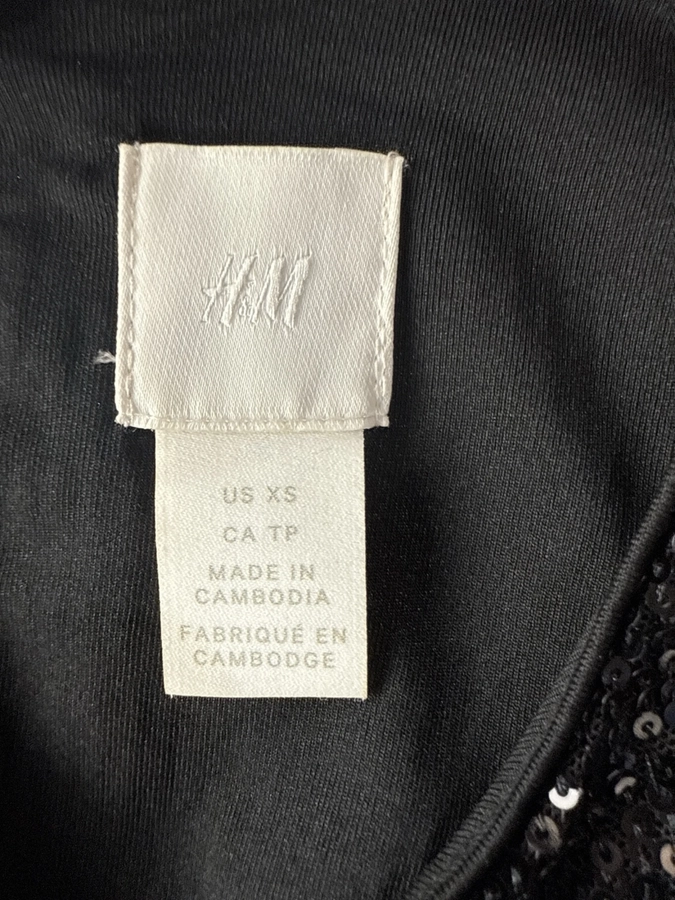 H&M
US XS
CA TP
MADE IN
CAMBODIA
FABRIQUÉ EN
CAMBODGE